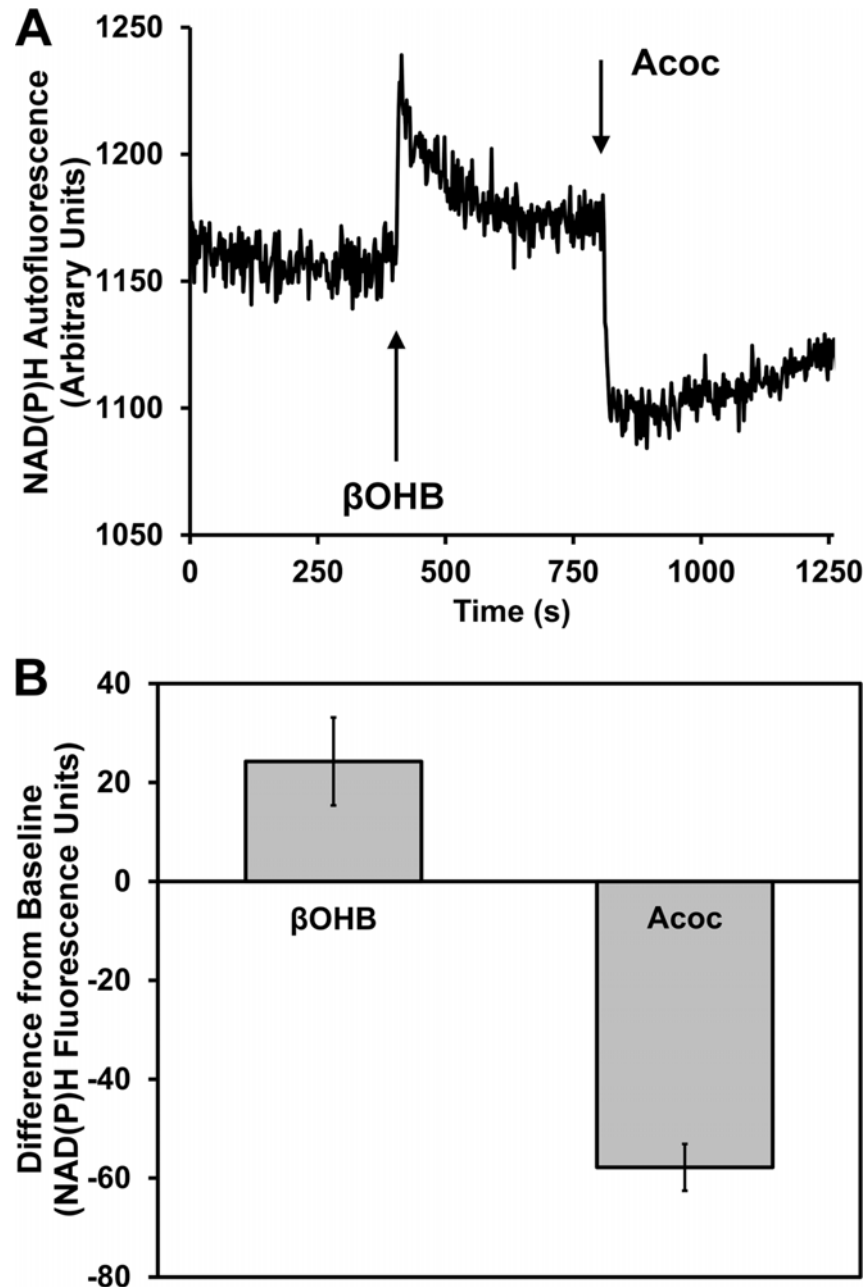 A
NAD(P)H Autofluorescence
(Arbitrary Units)
1250
1200
1150
1100
1050
Acoc
βOHB
0 250 500 750 1000 1250
Time (s)
B
Difference from Baseline
(NAD(P)H Fluorescence Units)
40
20
0
-20
-40
-60
-80
βOHB Acoc